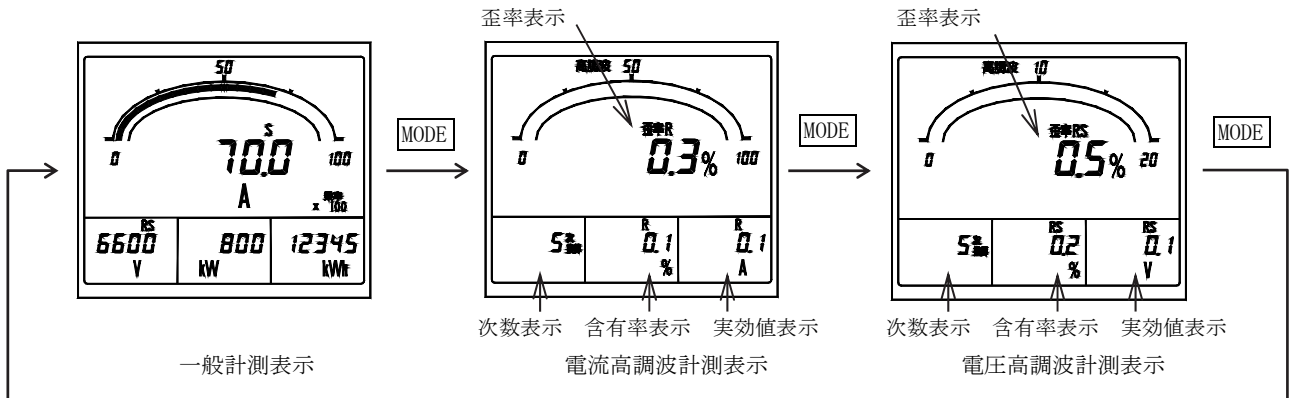 歪率表示
歪率表示
50
S
70.0
0
100
A
乗率
x 100
RS
6600
V
800
kW
12345
kWh
MODE
高調波 50
歪率R
0.3%
0
100
5次
R
0.1
%
R
0.1
A
MODE
高調波 10
歪率RS
0.5%
0
20
5次
RS
0.2
%
RS
0.1
V
MODE
次数表示 含有率表示 実効値表示
次数表示 含有率表示 実効値表示
一般計測表示
電流高調波計測表示
電圧高調波計測表示